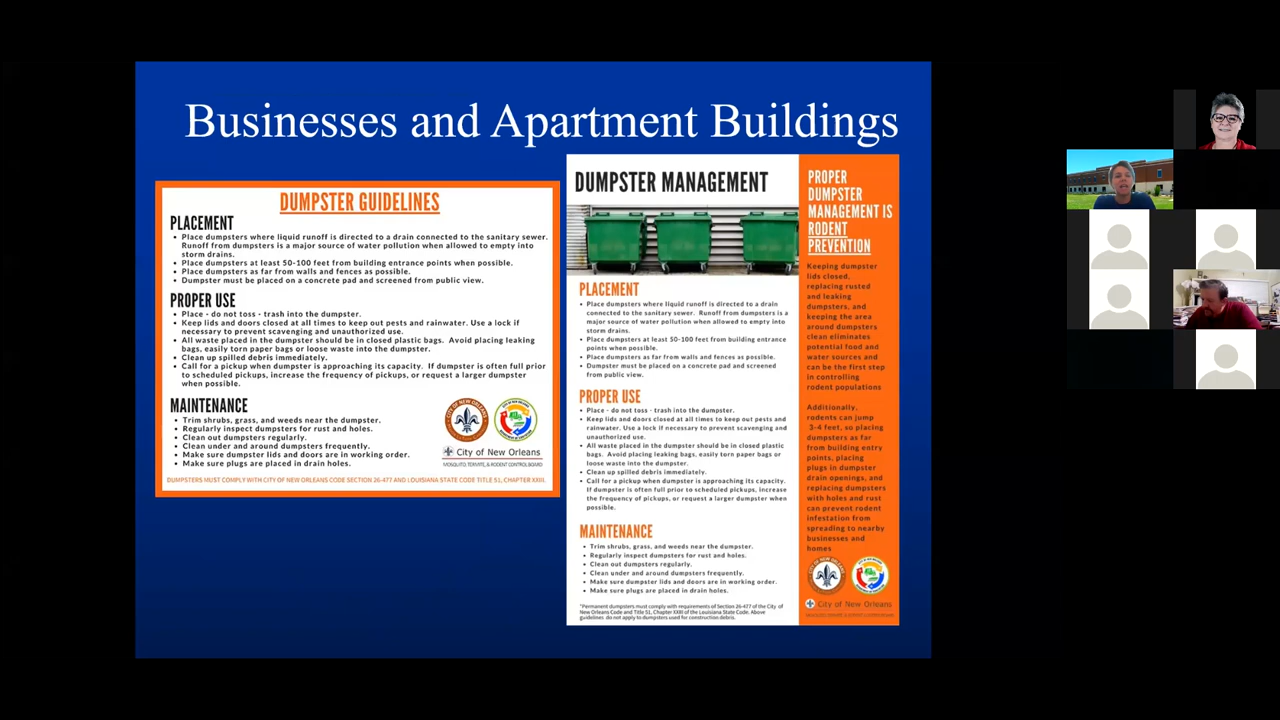 Businesses and Apartment Buildings
DUMPSTER GUIDELINES
PLACEMENT
• Place dumpsters where liquid runoff is directed to a drain connected to the sanitary sewer.
Runoff from dumpsters is a major source of water pollution when allowed to empty into
storm drains.
• Place dumpsters at least 50-100 feet from building entrance points when possible.
• Place dumpsters as far from walls and fences as possible.
• Dumpster must be placed on a concrete pad and screened from public view.
PROPER USE
• Place - do not toss - trash into the dumpster.
• Keep lids and doors closed at all times to keep out pests and rainwater. Use a lock if
necessary to prevent scavenging and unauthorized use.
• All waste placed in the dumpster should be in closed plastic bags. Avoid placing leaking
bags, easily torn paper bags or loose waste into the dumpster.
• Clean up spilled debris immediately.
• Call for a pickup when dumpster is approaching its capacity. If dumpster is often full prior
to scheduled pickups, increase the frequency of pickups, or request a larger dumpster
when possible.
MAINTENANCE
• Trim shrubs, grass, and weeds near the dumpster.
• Regularly inspect dumpsters for rust and holes.
• Clean out dumpsters regularly.
• Clean under and around dumpsters frequently.
• Make sure dumpster lids and doors are in working order.
• Make sure plugs are placed in drain holes.
City of New Orleans
MOSQUITO, TERMITE, & RODENT CONTROL BOARD
DUMPSTERS MUST COMPLY WITH CITY OF NEW ORLEANS CODE SECTION 26-477 AND LOUISIANA STATE CODE TITLE 51, CHAPTER XXIII.
DUMPSTER MANAGEMENT
PLACEMENT
• Place dumpsters where liquid runoff is directed to a drain
connected to the sanitary sewer. Runoff from dumpsters is a
major source of water pollution when allowed to empty into
storm drains.
• Place dumpsters at least 50-100 feet from building entrance
points when possible.
• Place dumpsters as far from walls and fences as possible.
• Dumpster must be placed on a concrete pad and screened
from public view.
PROPER USE
• Place - do not toss - trash into the dumpster.
• Keep lids and doors closed at all times to keep out pests and
rainwater. Use a lock if necessary to prevent scavenging and
unauthorized use.
• All waste placed in the dumpster should be in closed plastic
bags. Avoid placing leaking bags, easily torn paper bags or
loose waste into the dumpster.
• Clean up spilled debris immediately.
• Call for a pickup when dumpster is approaching its capacity.
If dumpster is often full prior to scheduled pickups, increase
the frequency of pickups, or request a larger dumpster when
possible.
MAINTENANCE
• Trim shrubs, grass, and weeds near the dumpster.
• Regularly inspect dumpsters for rust and holes.
• Clean out dumpsters regularly.
• Clean under and around dumpsters frequently.
• Make sure dumpster lids and doors are in working order.
• Make sure plugs are placed in drain holes.
*Permanent dumpsters must comply with requirements of Section 26-477 of the City of
New Orleans Code and Title 51, Chapter XXIII of the Louisiana State Code. Above
guidelines do not apply to dumpsters used for construction debris.
PROPER
DUMPSTER
MANAGEMENT IS
RODENT
PREVENTION
Keeping dumpster
lids closed,
replacing rusted
and leaking
dumpsters, and
keeping the area
around dumpsters
clean eliminates
potential food and
water sources and
can be the first step
in controlling
rodent populations
Additionally,
rodents can jump
3-4 feet, so placing
dumpsters as far
from building entry
points, placing
plugs in dumpster
drain openings, and
replacing dumpsters
with holes and rust
can prevent rodent
infestation from
spreading to nearby
businesses and
homes
City of New Orleans